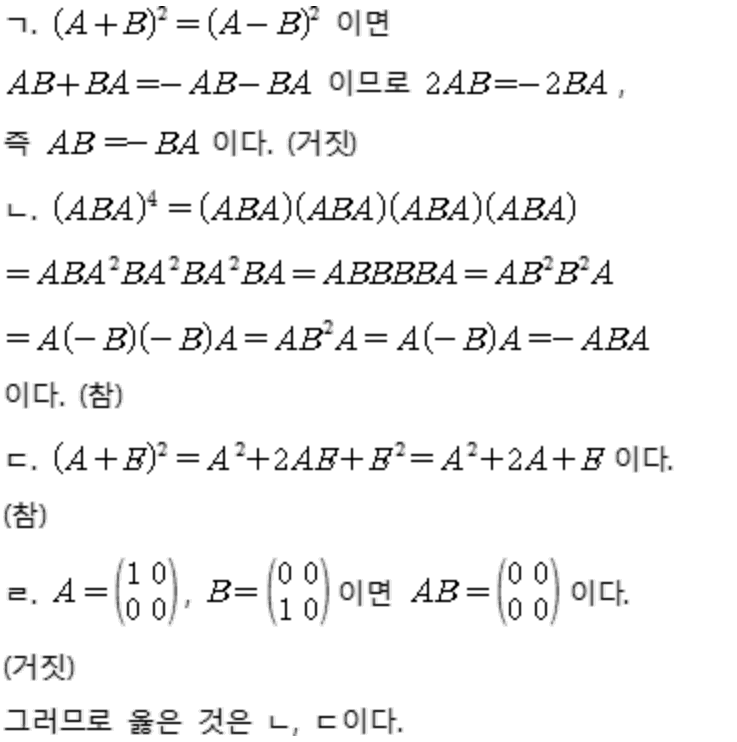 ㄱ. (A+B)²=(A-B)² 이면
AB+BA=-AB-BA 이므로 2AB=-2BA ,
즉 AB=-BA 이다. (거짓)
ㄴ. (ABA)⁴=(ABA)(ABA)(ABA)(ABA)
=ABA²BA²BA²BA=ABBBBA=AB²B²A
=A(-B)(-B)A=AB²A=A(-B)A=-ABA
이다. (참)
ㄷ. (A+E)²=A²+2AE+E²=A²+2A+E 이다.
(참)
ㄹ. A=(1 0; 0 0), B=(0 0; 1 0) 이면 AB=(0 0; 0 0) 이다.
(거짓)
그러므로 옳은 것은 ㄴ, ㄷ이다.